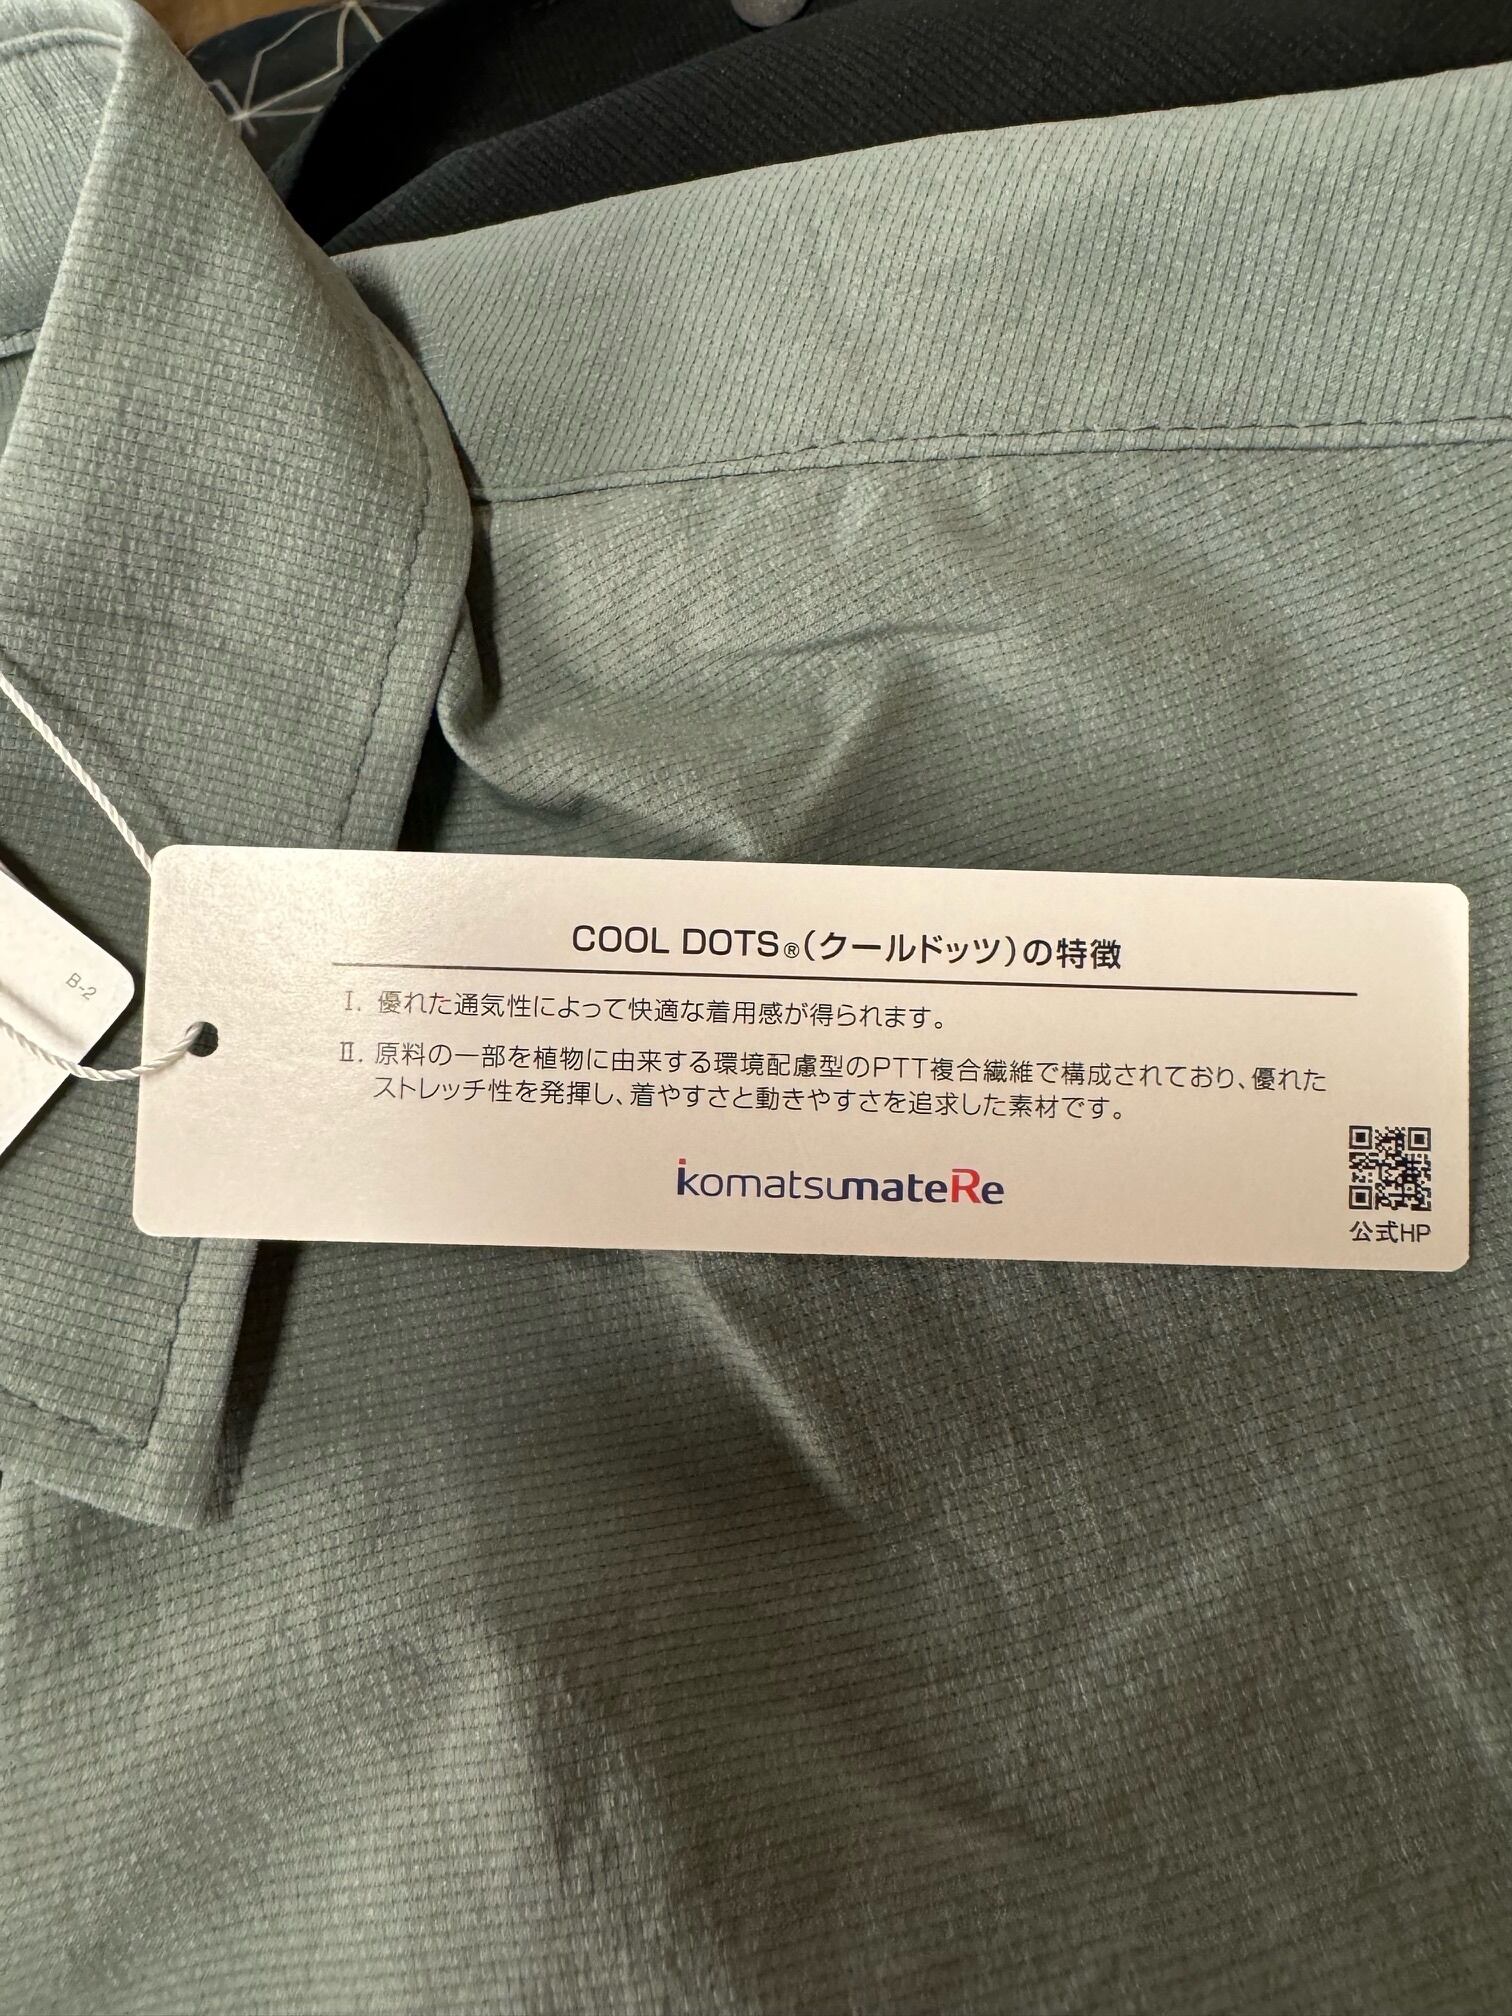 COOL DOTS®(クールドッツ)の特徴
Ⅰ. 優れた通気性によって快適な着用感が得られます。
Ⅱ. 原料の一部を植物に由来する環境配慮型のPTT複合繊維で構成されており、優れた
ストレッチ性を発揮し、着やすさと動きやすさを追求した素材です。
komatsumateRe
公式HP
B-2